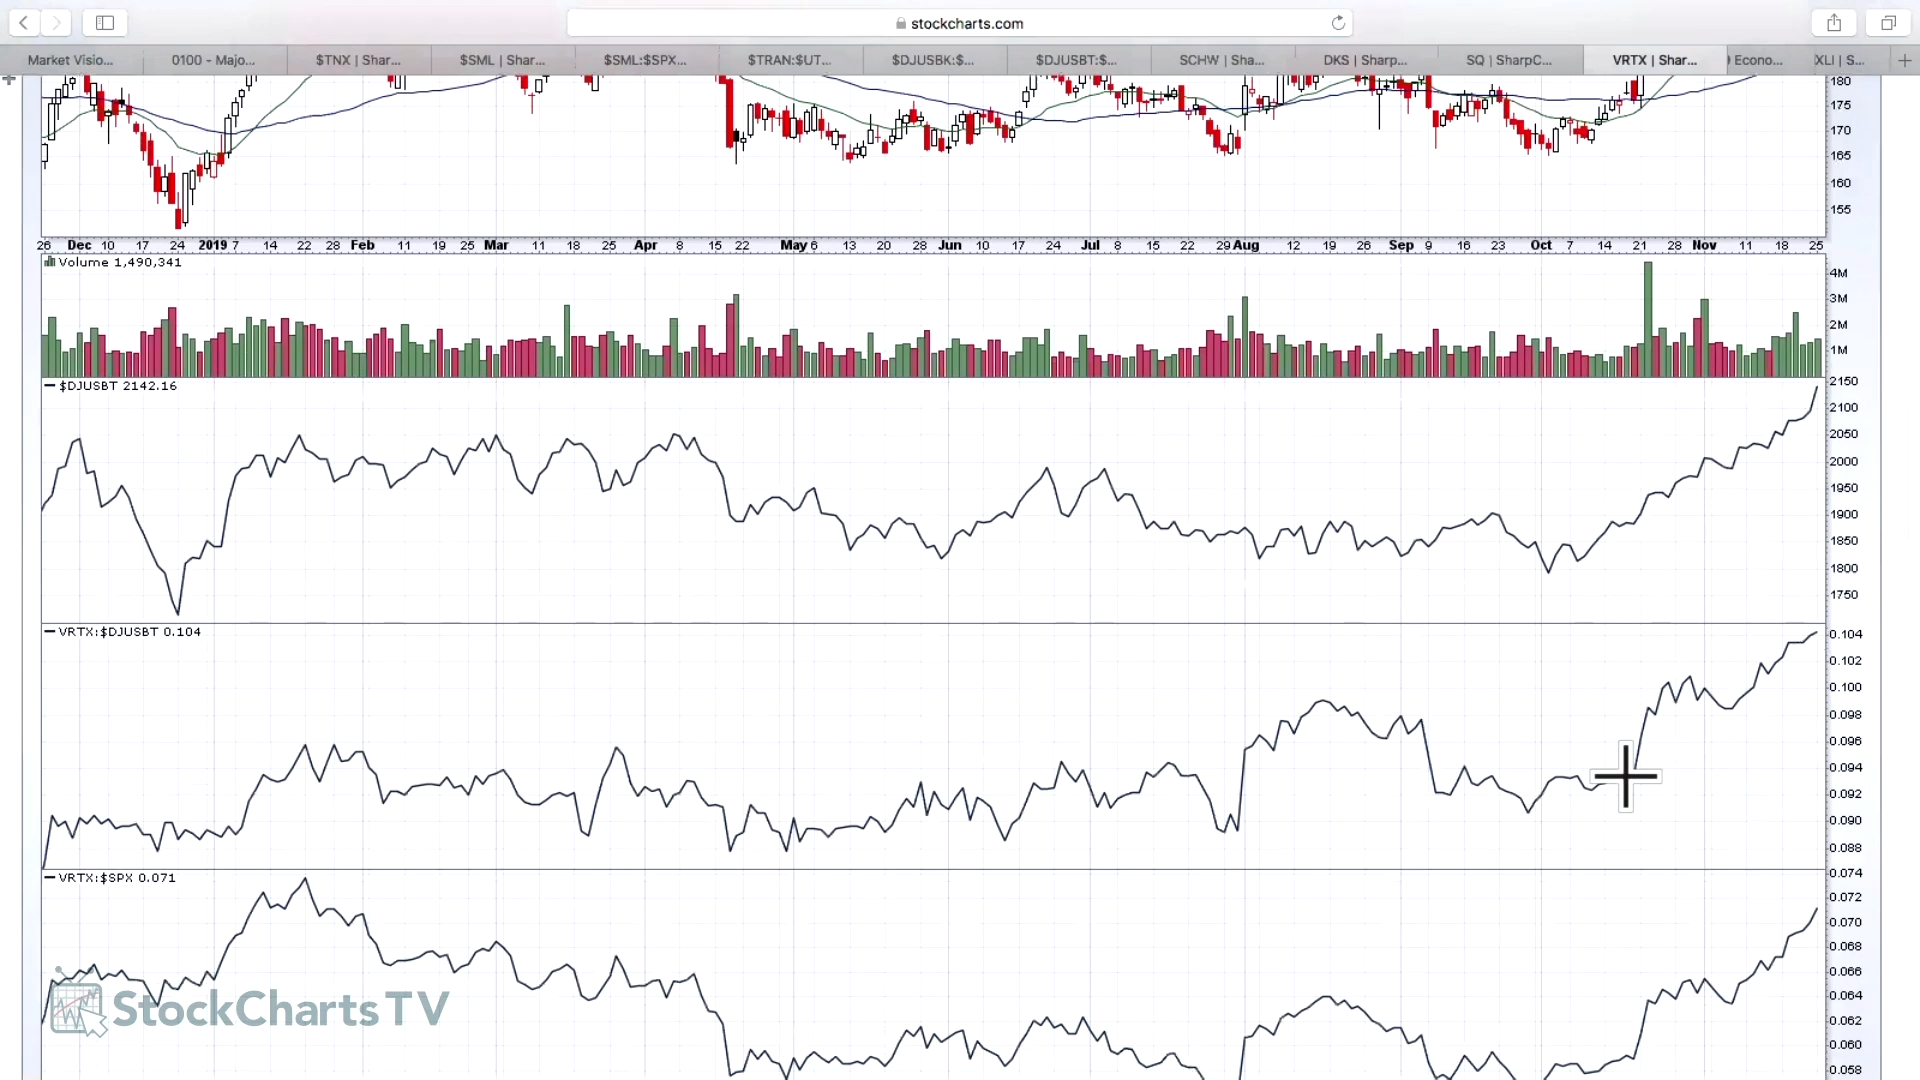 stockcharts.com
Market Visio... 0100 - Majo... $TNX | Shar... $SML | Shar... $SML:$SPX... $TRAN:$UT... $DJUSBK:$... $DJUSBT:$... SCHW | Sha... DKS | Sharp... SQ | SharpC... VRTX | Shar... Econo... XLI | S...
180
175
170
165
160
155
26 Dec 10 17 24 2019 7 14 22 28 Feb 11 19 25 Mar 11 18 25 Apr 8 15 22 May 6 13 20 28 Jun 10 17 24 Jul 8 15 22 29 Aug 12 19 26 Sep 9 16 23 Oct 7 14 21 28 Nov 11 18 25
Volume 1,490,341
4M
3M
2M
1M
$DJUSBT 2142.16
2150
2100
2050
2000
1950
1900
1850
1800
1750
VRTX:$DJUSBT 0.104
0.104
0.102
0.100
0.098
0.096
0.094
0.092
0.090
0.088
VRTX:$SPX 0.071
0.074
0.072
0.070
0.068
0.066
0.064
0.062
0.060
0.058
StockCharts TV